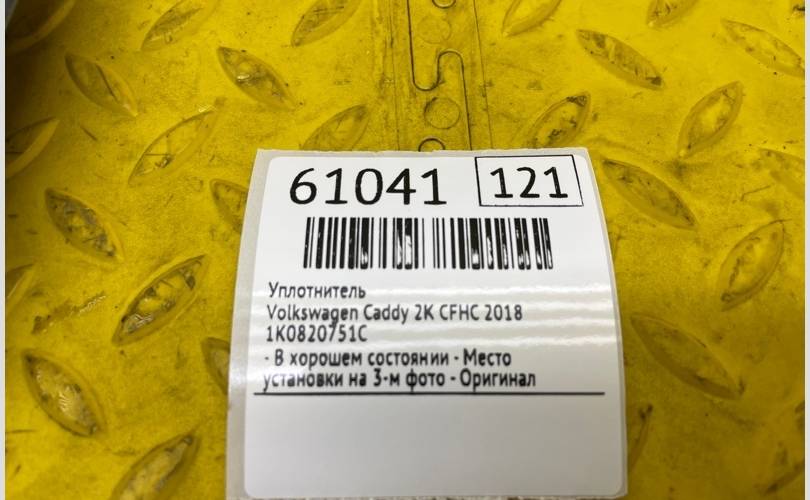 61041 121
Уплотнитель
Volkswagen Caddy 2K CFHC 2018
1K0820751C
- В хорошем состоянии - Место
установки на 3-м фото - Оригинал